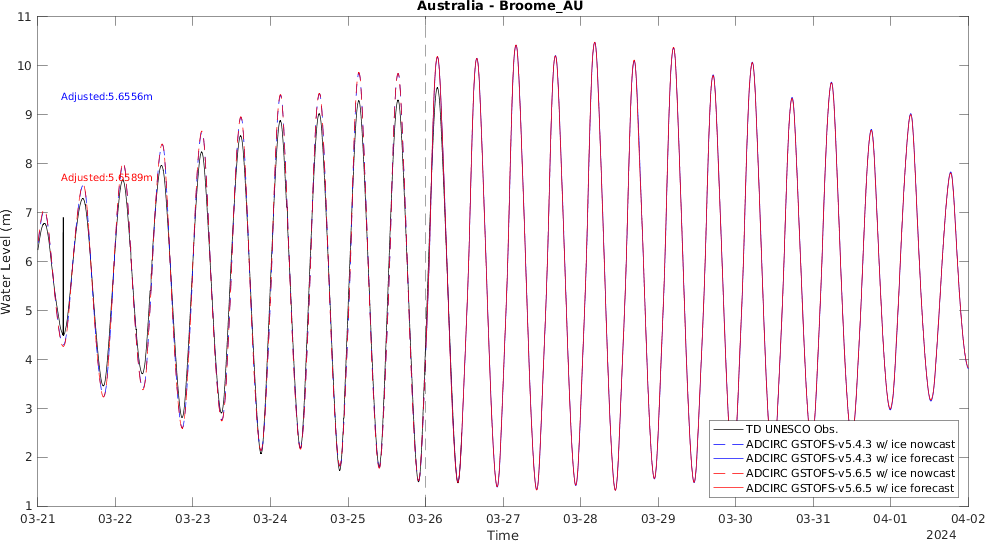 Australia - Broome_AU
11
10
9
8
7
6
5
4
3
2
1
Water Level (m)
Adjusted:5.6556m
Adjusted:5.6589m
TD UNESCO Obs.
ADCIRC GSTOFS-v5.4.3 w/ ice nowcast
ADCIRC GSTOFS-v5.4.3 w/ ice forecast
ADCIRC GSTOFS-v5.6.5 w/ ice nowcast
ADCIRC GSTOFS-v5.6.5 w/ ice forecast
03-21 03-22 03-23 03-24 03-25 03-26 03-27 03-28 03-29 03-30 03-31 04-01 04-02
Time
2024